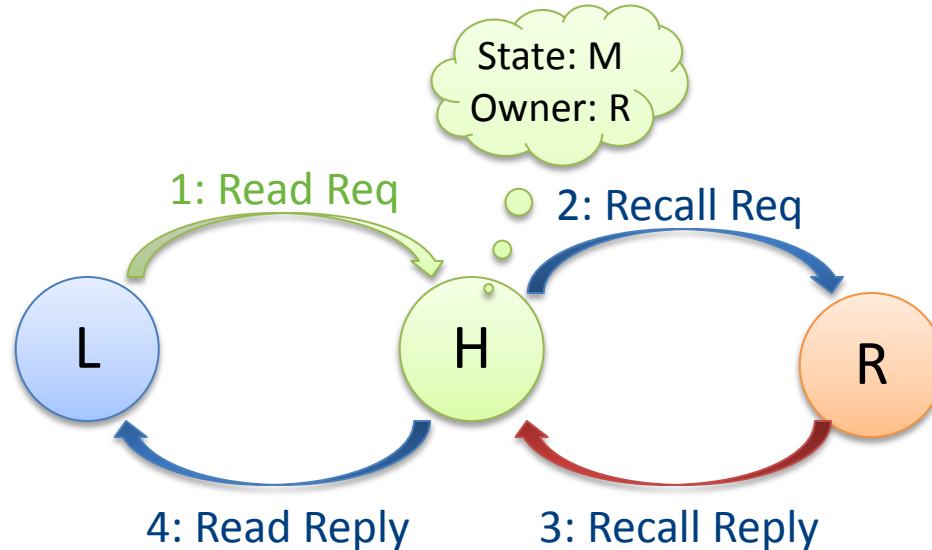 State: M
Owner: R
1: Read Req
2: Recall Req
L
H
R
4: Read Reply
3: Recall Reply